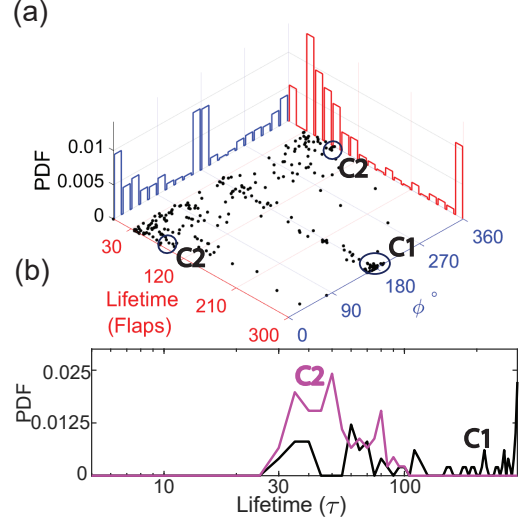 (a)
PDF
0.01
0.005
0
30
120
210
300
Lifetime
(Flaps)
0
90
180
270
360
ϕ°
C2
C2
C1
(b)
PDF
0.025
0.0125
0
C2
C1
10
30
100
Lifetime (τ)